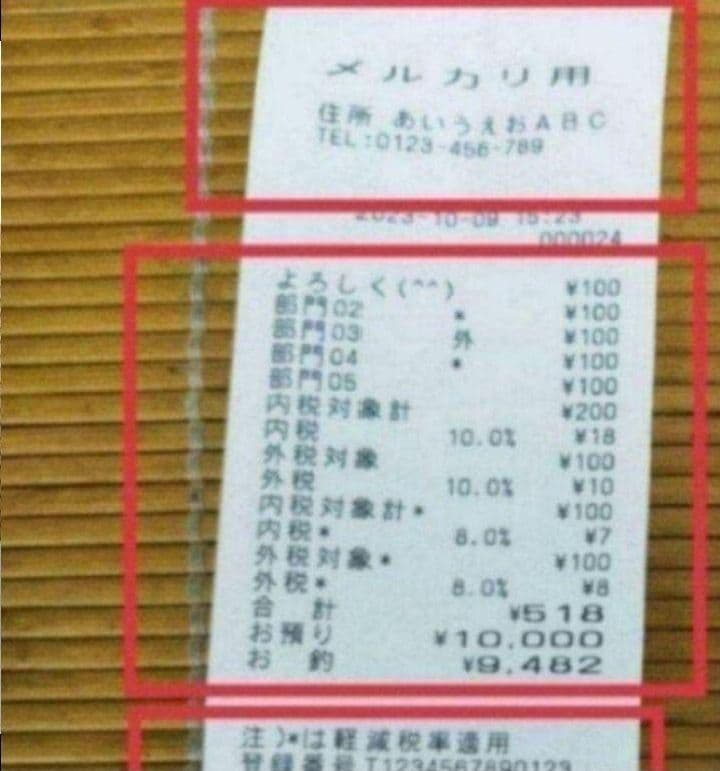 メルカリ用
住所 あいうえおABC
TEL:0123-456-789
2023-10-09 15:23
000024
よろしく(^^) ¥100
部門02 * ¥100
部門03 外 ¥100
部門04 * ¥100
部門05 ¥100
内税対象計 ¥200
内税 10.0% ¥18
外税対象 ¥100
外税 10.0% ¥10
内税対象計* ¥100
内税* 8.0% ¥7
外税対象* ¥100
外税* 8.0% ¥8
合計 ¥518
お預り ¥10,000
お釣 ¥9,482
注)*は軽減税率適用
登録番号 T1234567890123